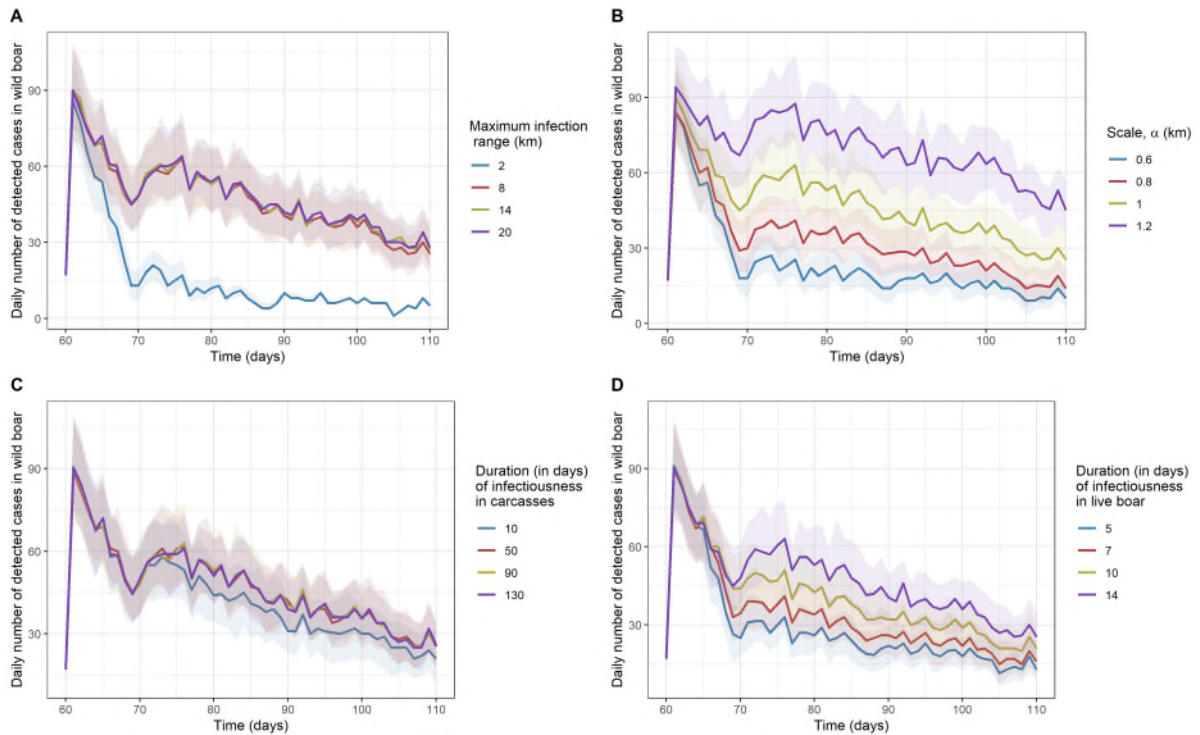 A
Daily number of detected cases in wild boar
90
60
30
0
60
70
80
90
100
110
Time (days)
Maximum infection
range (km)
2
8
14
20
B
Daily number of detected cases in wild boar
90
60
30
0
60
70
80
90
100
110
Time (days)
Scale, α (km)
0.6
0.8
1
1.2
C
Daily number of detected cases in wild boar
90
60
30
60
70
80
90
100
110
Time (days)
Duration (in days)
of infectiousness
in carcasses
10
50
90
130
D
Daily number of detected cases in wild boar
90
60
30
60
70
80
90
100
110
Time (days)
Duration (in days)
of infectiousness
in live boar
5
7
10
14